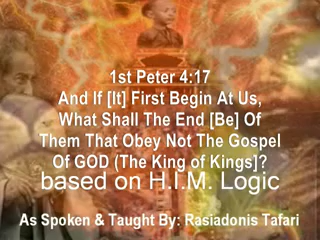 1st Peter 4:17
And If [It] First Begin At Us,
What Shall The End [Be] Of
Them That Obey Not The Gospel
Of GOD (The King of Kings]?
based on H.I.M. Logic
As Spoken & Taught By: Rasiadonis Tafari